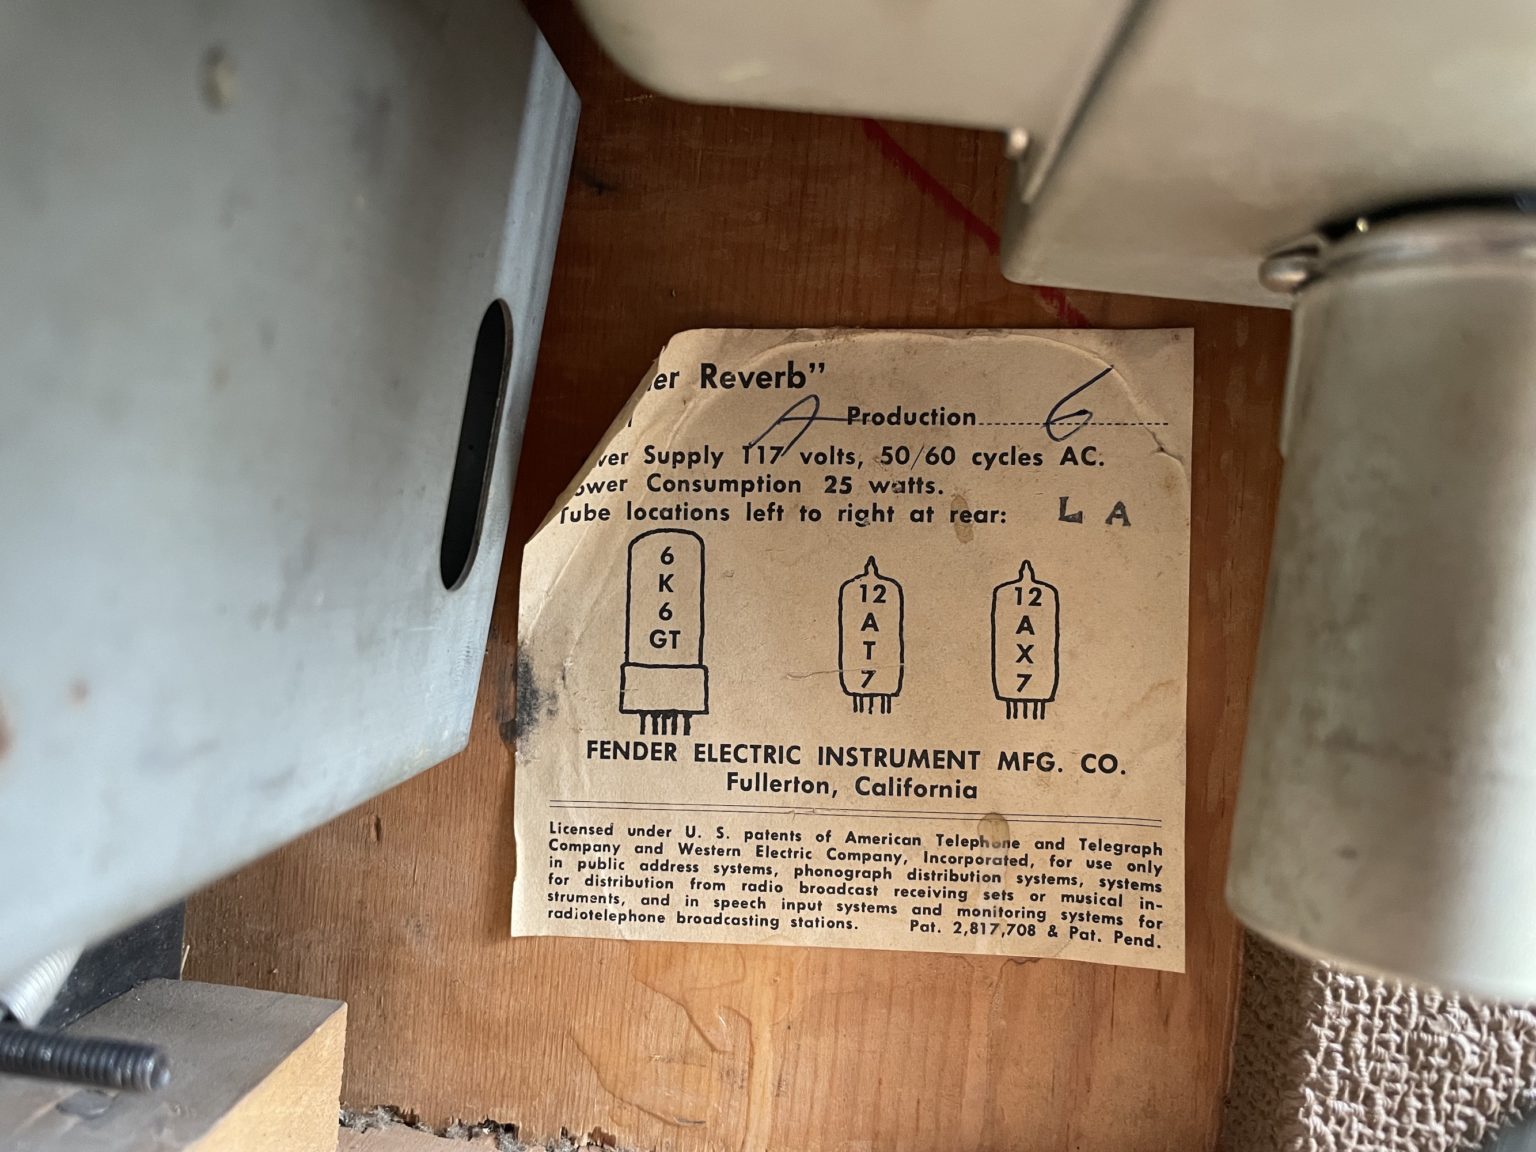 er Reverb"
A Production 6
ver Supply 117 volts, 50/60 cycles AC.
ower Consumption 25 watts.
Tube locations left to right at rear: L A
6
K
6
GT
12
A
T
7
12
A
X
7
FENDER ELECTRIC INSTRUMENT MFG. CO.
Fullerton, California
Licensed under U. S. patents of American Telephone and Telegraph
Company and Western Electric Company, Incorporated, for use only
in public address systems, phonograph distribution systems, systems
for distribution from radio broadcast receiving sets or musical in-
struments, and in speech input systems and monitoring systems for
radiotelephone broadcasting stations. Pat. 2,817,708 & Pat. Pend.